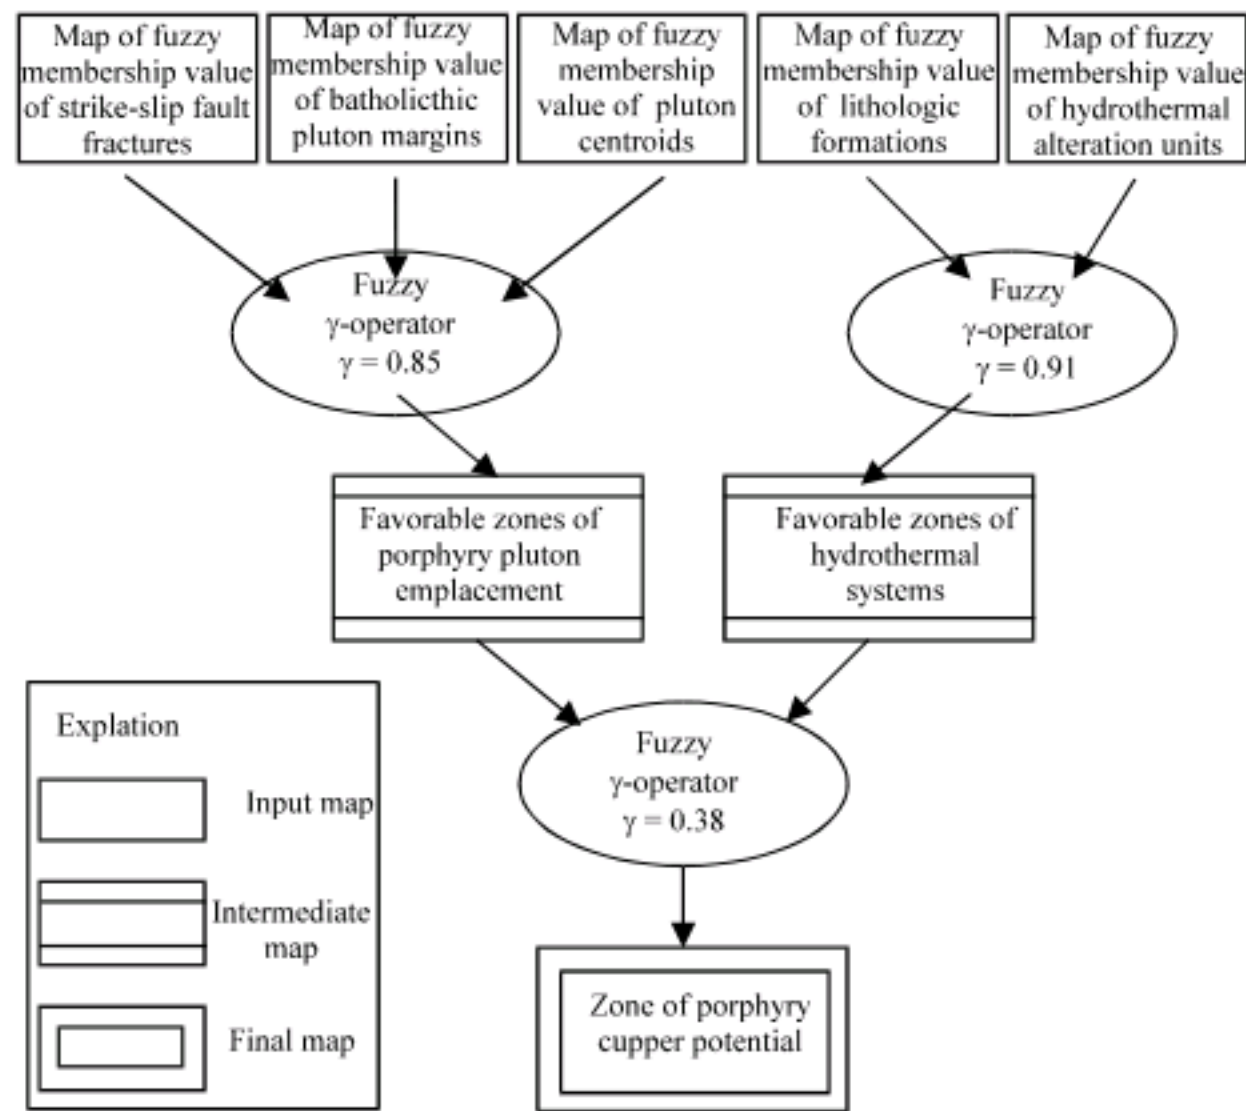 Map of fuzzy
membership value
of strike-slip fault
fractures
Map of fuzzy
membership value
of batholicthic
pluton margins
Map of fuzzy
membership
value of pluton
centroids
Map of fuzzy
membership value
of lithologic
formations
Map of fuzzy
membership value
of hydrothermal
alteration units
Fuzzy
γ-operator
γ = 0.85
Fuzzy
γ-operator
γ = 0.91
Favorable zones of
porphyry pluton
emplacement
Favorable zones of
hydrothermal
systems
Fuzzy
γ-operator
γ = 0.38
Zone of porphyry
cupper potential
Explation
Input map
Intermediate
map
Final map